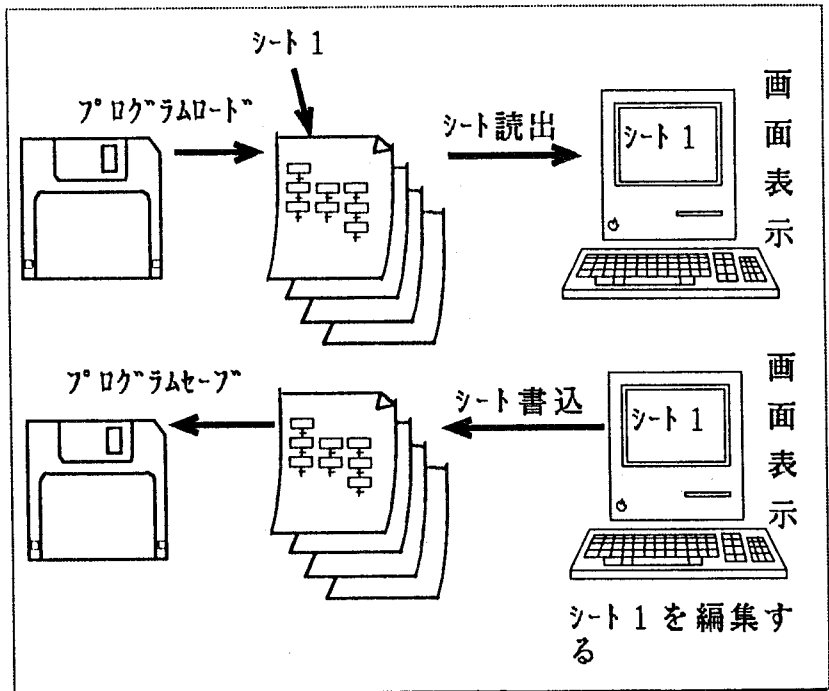 シート 1
プログラムロード
シート読出
シート 1
画面表示
プログラムセーブ
シート書込
シート 1
画面表示
シート 1 を編集す
る